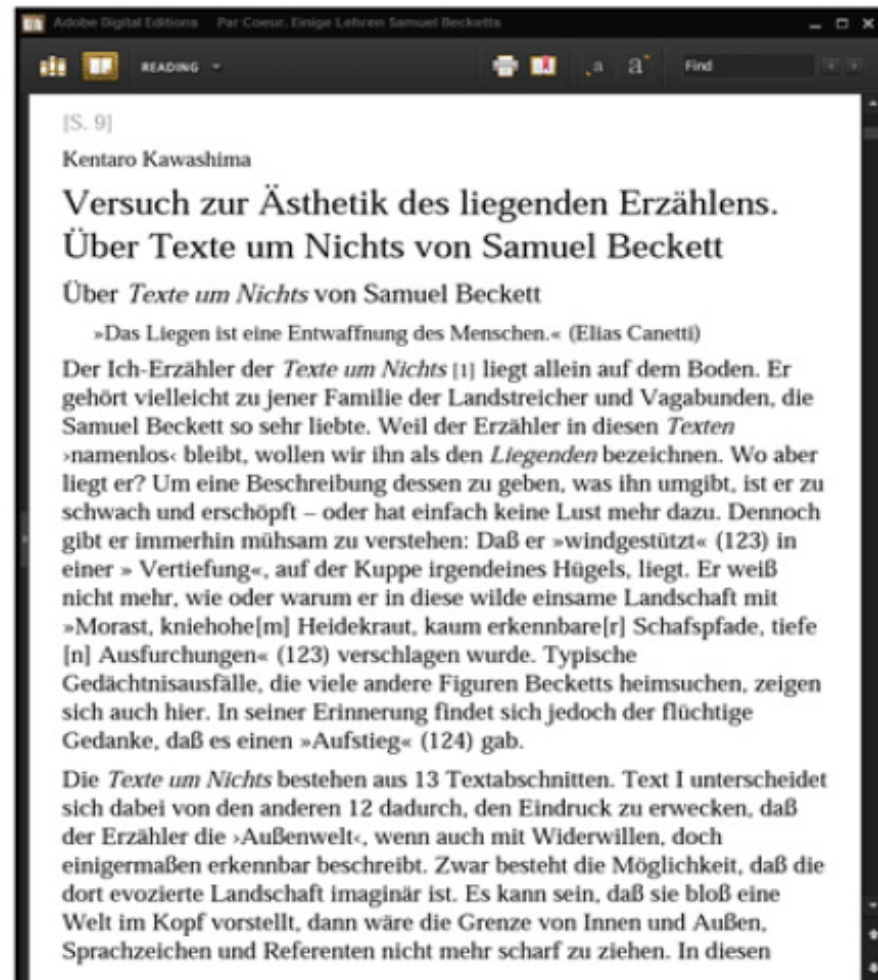 Adobe Digital Editions Par Coeur. Einige Lehren Samuel Becketts
READING
a a Find
[S. 9]
Kentaro Kawashima
Versuch zur Ästhetik des liegenden Erzählens.
Über Texte um Nichts von Samuel Beckett
Über Texte um Nichts von Samuel Beckett
»Das Liegen ist eine Entwaffnung des Menschen.« (Elias Canetti)
Der Ich-Erzähler der Texte um Nichts [1] liegt allein auf dem Boden. Er
gehört vielleicht zu jener Familie der Landstreicher und Vagabunden, die
Samuel Beckett so sehr liebte. Weil der Erzähler in diesen Texten
›namenlos‹ bleibt, wollen wir ihn als den Liegenden bezeichnen. Wo aber
liegt er? Um eine Beschreibung dessen zu geben, was ihn umgibt, ist er zu
schwach und erschöpft – oder hat einfach keine Lust mehr dazu. Dennoch
gibt er immerhin mühsam zu verstehen: Daß er »windgestützt« (123) in
einer » Vertiefung«, auf der Kuppe irgendeines Hügels, liegt. Er weiß
nicht mehr, wie oder warum er in diese wilde einsame Landschaft mit
»Morast, kniehohe[m] Heidekraut, kaum erkennbare[r] Schafspfade, tiefe
[n] Ausfurchungen« (123) verschlagen wurde. Typische
Gedächtnisausfälle, die viele andere Figuren Becketts heimsuchen, zeigen
sich auch hier. In seiner Erinnerung findet sich jedoch der flüchtige
Gedanke, daß es einen »Aufstieg« (124) gab.
Die Texte um Nichts bestehen aus 13 Textabschnitten. Text I unterscheidet
sich dabei von den anderen 12 dadurch, den Eindruck zu erwecken, daß
der Erzähler die ›Außenwelt‹, wenn auch mit Widerwillen, doch
einigermaßen erkennbar beschreibt. Zwar besteht die Möglichkeit, daß die
dort evozierte Landschaft imaginär ist. Es kann sein, daß sie bloß eine
Welt im Kopf vorstellt, dann wäre die Grenze von Innen und Außen,
Sprachzeichen und Referenten nicht mehr scharf zu ziehen. In diesen